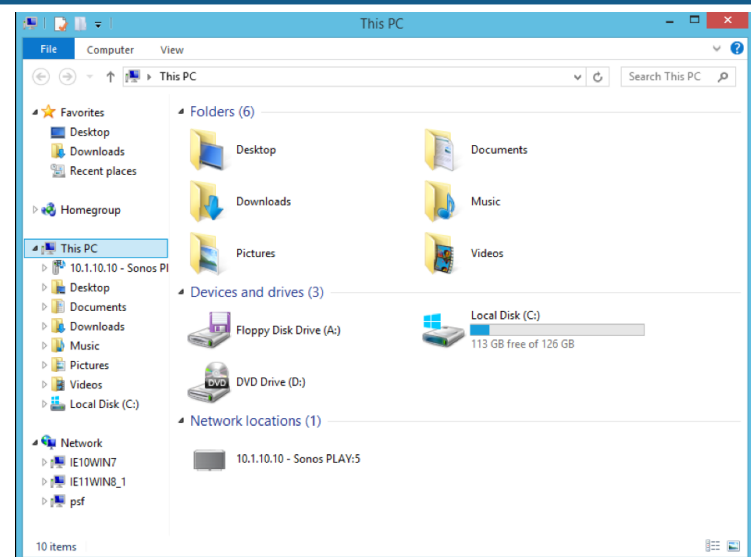 This PC
File Computer View
This PC
Search This PC
Favorites
Desktop
Downloads
Recent places
Homegroup
This PC
10.1.10.10 - Sonos Pl
Desktop
Documents
Downloads
Music
Pictures
Videos
Local Disk (C:)
Network
IE10WIN7
IE11WIN8_1
psf
Folders (6)
Desktop
Documents
Downloads
Music
Pictures
Videos
Devices and drives (3)
Floppy Disk Drive (A:)
Local Disk (C:)
113 GB free of 126 GB
DVD
DVD Drive (D:)
Network locations (1)
10.1.10.10 - Sonos PLAY:5
10 items